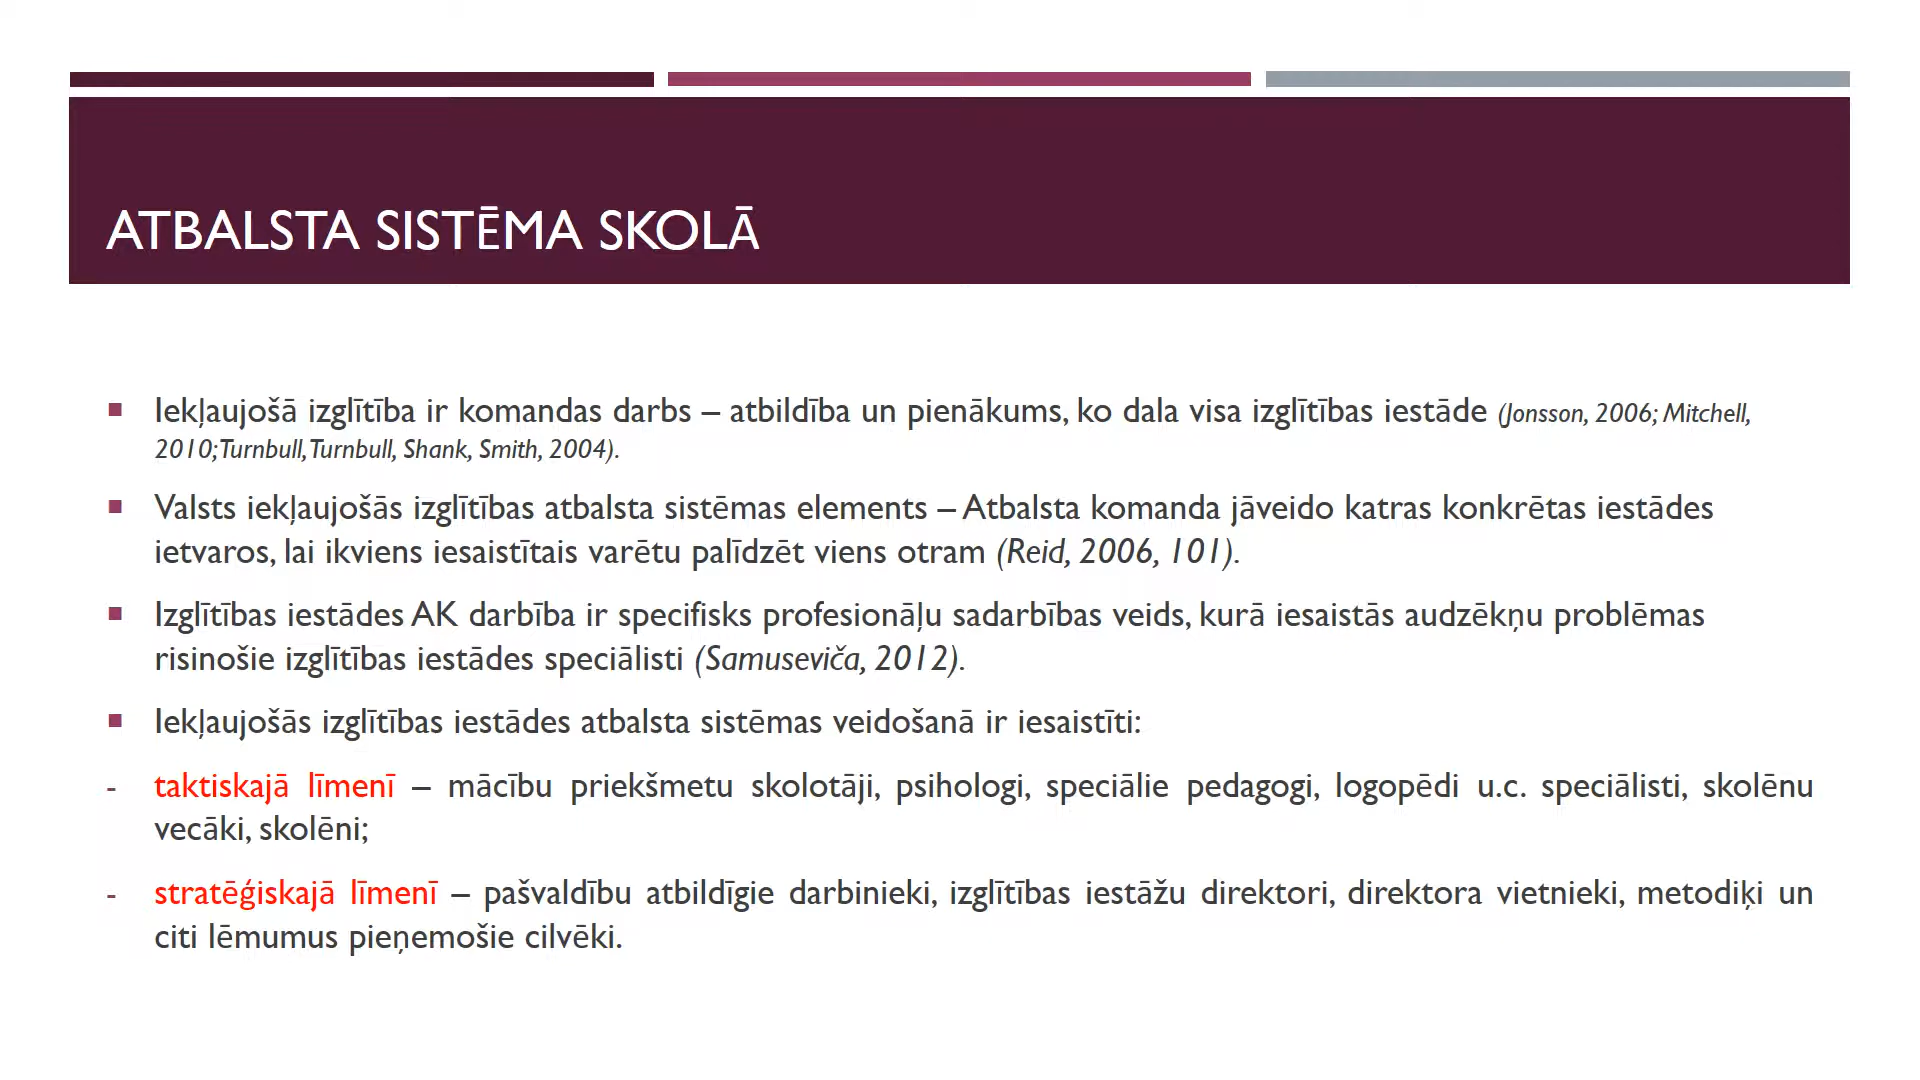 ATBALSTA SISTĒMA SKOLĀ
Iekļaujošā izglītība ir komandas darbs – atbildība un pienākums, ko dala visa izglītības iestāde (Jonsson, 2006; Mitchell,
2010; Turnbull, Turnbull, Shank, Smith, 2004).
Valsts iekļaujošās izglītības atbalsta sistēmas elements – Atbalsta komanda jāveido katras konkrētas iestādes
ietvaros, lai ikviens iesaistītais varētu palīdzēt viens otram (Reid, 2006, 101).
Izglītības iestādes AK darbība ir specifisks profesionāļu sadarbības veids, kurā iesaistās audzēkņu problēmas
risinošie izglītības iestādes speciālisti (Samuseviča, 2012).
Iekļaujošās izglītības iestādes atbalsta sistēmas veidošanā ir iesaistīti:
- taktiskajā līmenī – mācību priekšmetu skolotāji, psihologi, speciālie pedagogi, logopēdi u.c. speciālisti, skolēnu
vecāki, skolēni;
- stratēģiskajā līmenī – pašvaldību atbildīgie darbinieki, izglītības iestāžu direktori, direktora vietnieki, metodiķi un
citi lēmumus pieņemošie cilvēki.